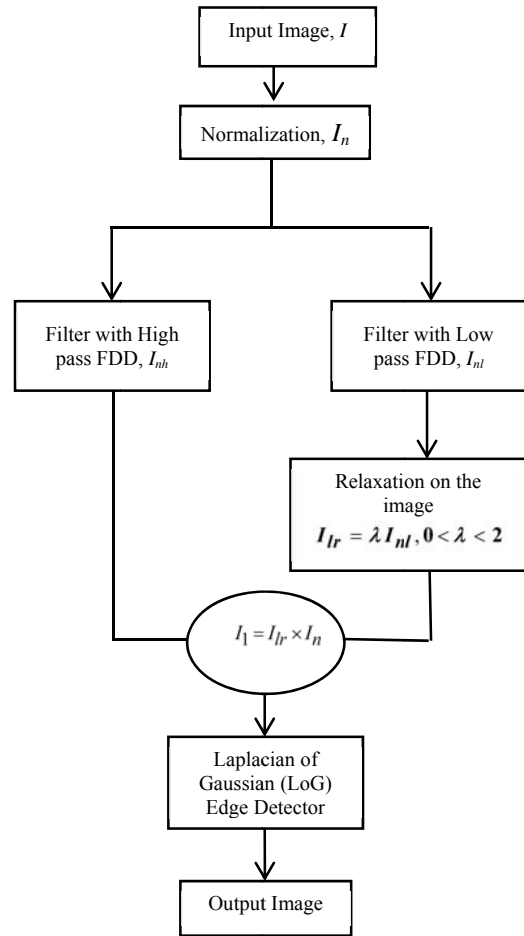 Input Image, I
Normalization, Iₙ
Filter with High
pass FDD, Iₙₕ
Filter with Low
pass FDD, Iₙₗ
Relaxation on the
image
Iₗᵣ = λ Iₙₗ , 0 < λ < 2
I₁ = Iₗᵣ × Iₙ
Laplacian of
Gaussian (LoG)
Edge Detector
Output Image